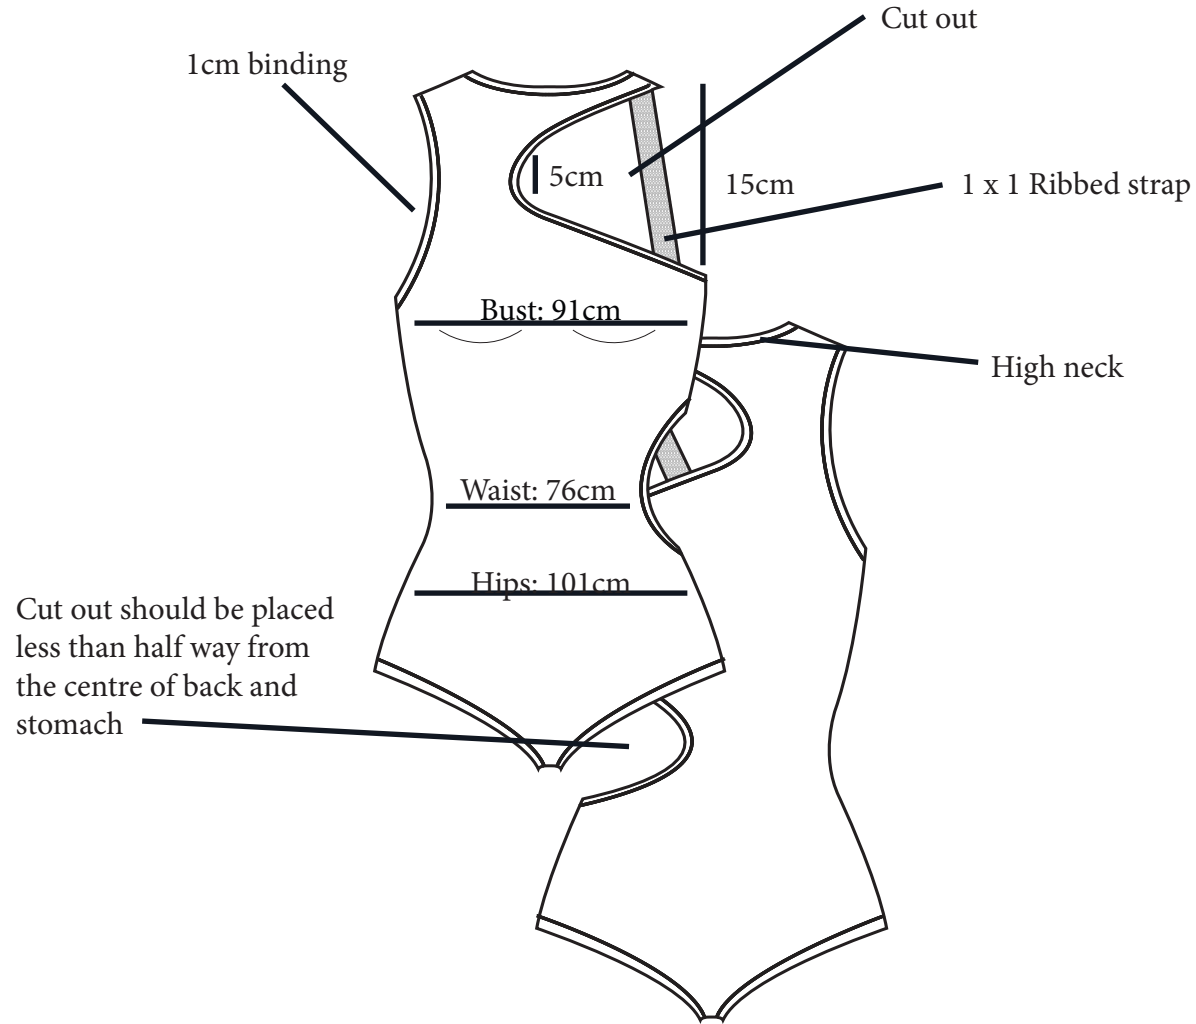 Cut out
1cm binding
5cm
15cm
1 x 1 Ribbed strap
Bust: 91cm
High neck
Waist: 76cm
Hips: 101cm
Cut out should be placed
less than half way from
the centre of back and
stomach